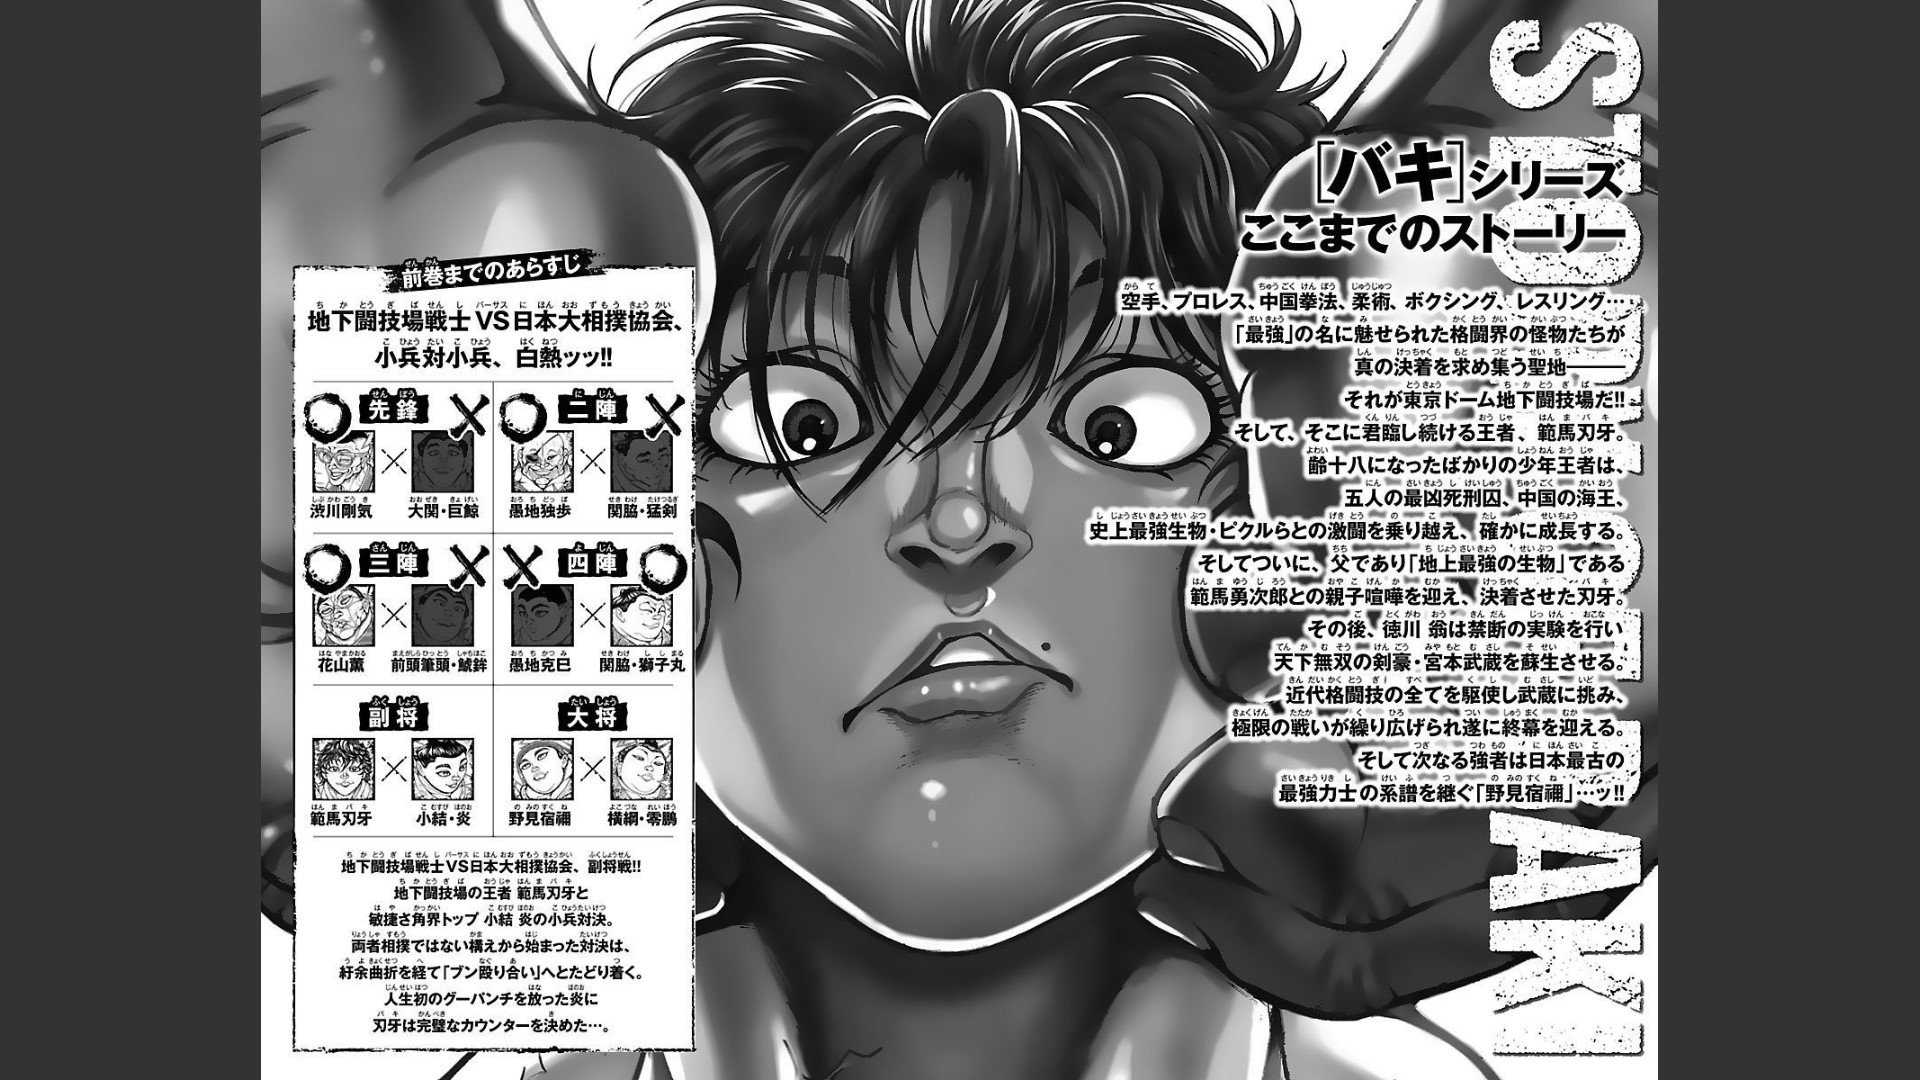 [バキ]シリーズ
ここまでのストーリー
空手、プロレス、中国拳法、柔術、ボクシング、レスリング…
「最強」の名に魅せられた格闘界の怪物たちが
真の決着を求め集う聖地――
それが東京ドーム地下闘技場だ!!
そして、そこに君臨し続ける王者、範馬刃牙。
齢十八になったばかりの少年王者は、
五人の最凶死刑囚、中国の海王、
史上最強生物・ピクルらとの激闘を乗り越え、確かに成長する。
そしてついに、父であり「地上最強の生物」である
範馬勇次郎との親子喧嘩を迎え、決着させた刃牙。
その後、徳川 翁は禁断の実験を行い
天下無双の剣豪・宮本武蔵を蘇生させる。
近代格闘技の全てを駆使し武蔵に挑み、
極限の戦いが繰り広げられ遂に終幕を迎える。
そして次なる強者は日本最古の
最強力士の系譜を継ぐ「野見宿禰」…ッ!!
前巻までのあらすじ
地下闘技場戦士VS日本大相撲協会、
小兵対小兵、白熱ッッ!!
先鋒
渋川剛気
大関・巨鯨
二陣
愚地独歩
関脇・猛剣
三陣
花山薫
前頭筆頭・鯱鉾
四陣
愚地克巳
関脇・獅子丸
副将
範馬刃牙
小結・炎
大将
野見宿禰
横綱・零鵬
地下闘技場戦士VS日本大相撲協会、副将戦!!
地下闘技場の王者 範馬刃牙と
敏捷さ角界トップ 小結 炎の小兵対決。
両者相撲ではない構えから始まった対決は、
紆余曲折を経て「ブン殴り合い」へとたどり着く。
人生初のグーパンチを放った炎に
刃牙は完璧なカウンターを決めた…。